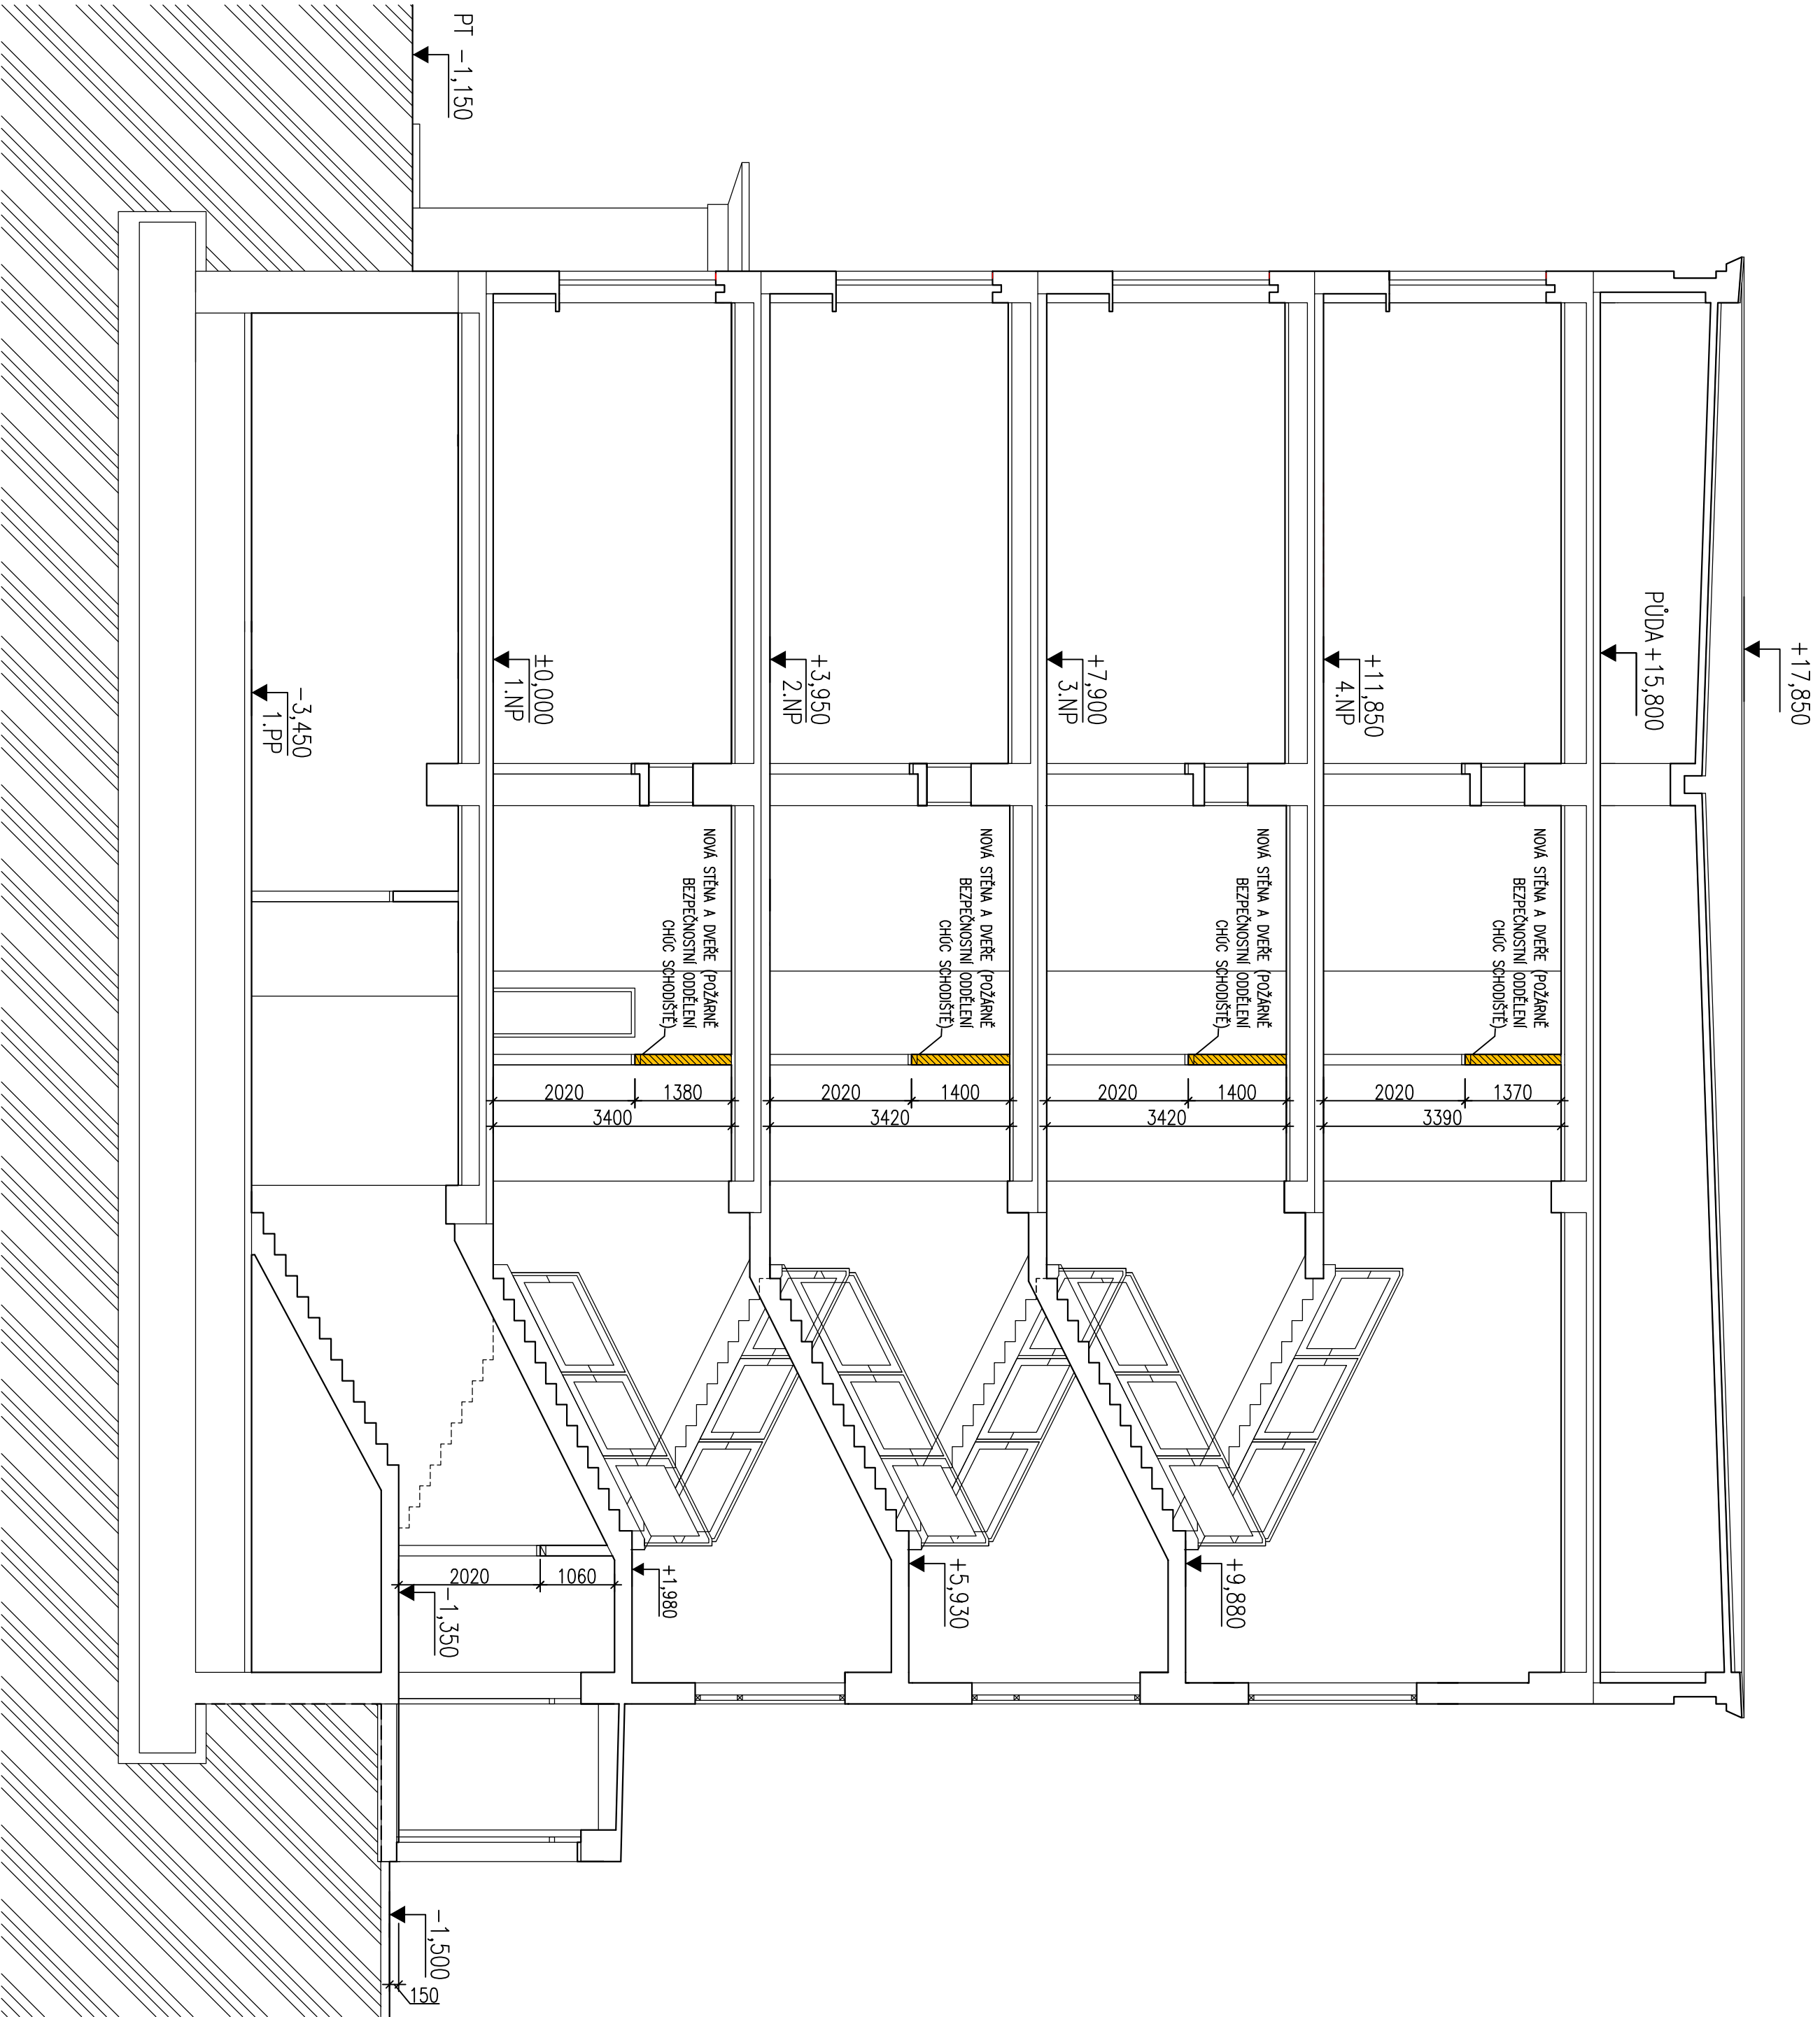 +17,850
PŮDA +15,800
+11,850
4.NP
NOVÁ STĚNA A DVEŘE (POŽÁRNĚ
BEZPEČNOSTNÍ ODDĚLENÍ
CHÚC SCHODIŠTĚ)
1370
2020
3390
+9,880
+7,900
3.NP
NOVÁ STĚNA A DVEŘE (POŽÁRNĚ
BEZPEČNOSTNÍ ODDĚLENÍ
CHÚC SCHODIŠTĚ)
1400
2020
3420
+5,930
+3,950
2.NP
NOVÁ STĚNA A DVEŘE (POŽÁRNĚ
BEZPEČNOSTNÍ ODDĚLENÍ
CHÚC SCHODIŠTĚ)
1400
2020
3420
+1,980
±0,000
1.NP
NOVÁ STĚNA A DVEŘE (POŽÁRNĚ
BEZPEČNOSTNÍ ODDĚLENÍ
CHÚC SCHODIŠTĚ)
1380
2020
3400
1060
2020
PT -1,150
-1,350
-1,500
150
-3,450
1.PP